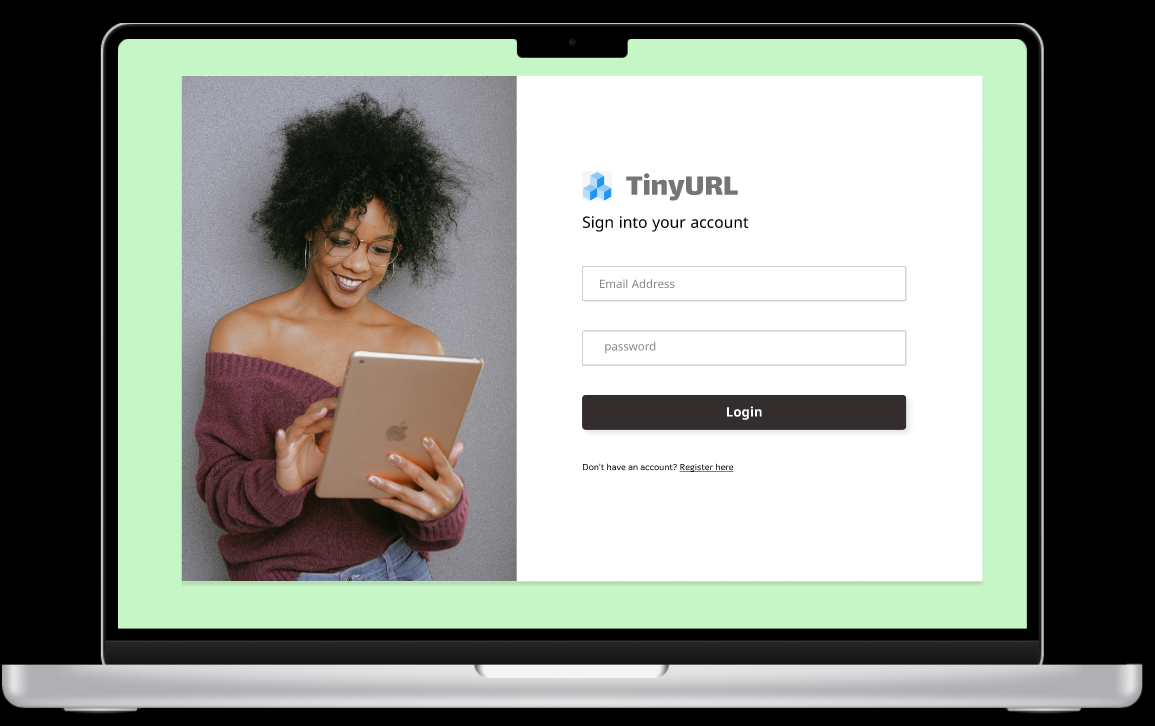 TinyURL
Sign into your account
Email Address
password
Login
Don't have an account? Register here